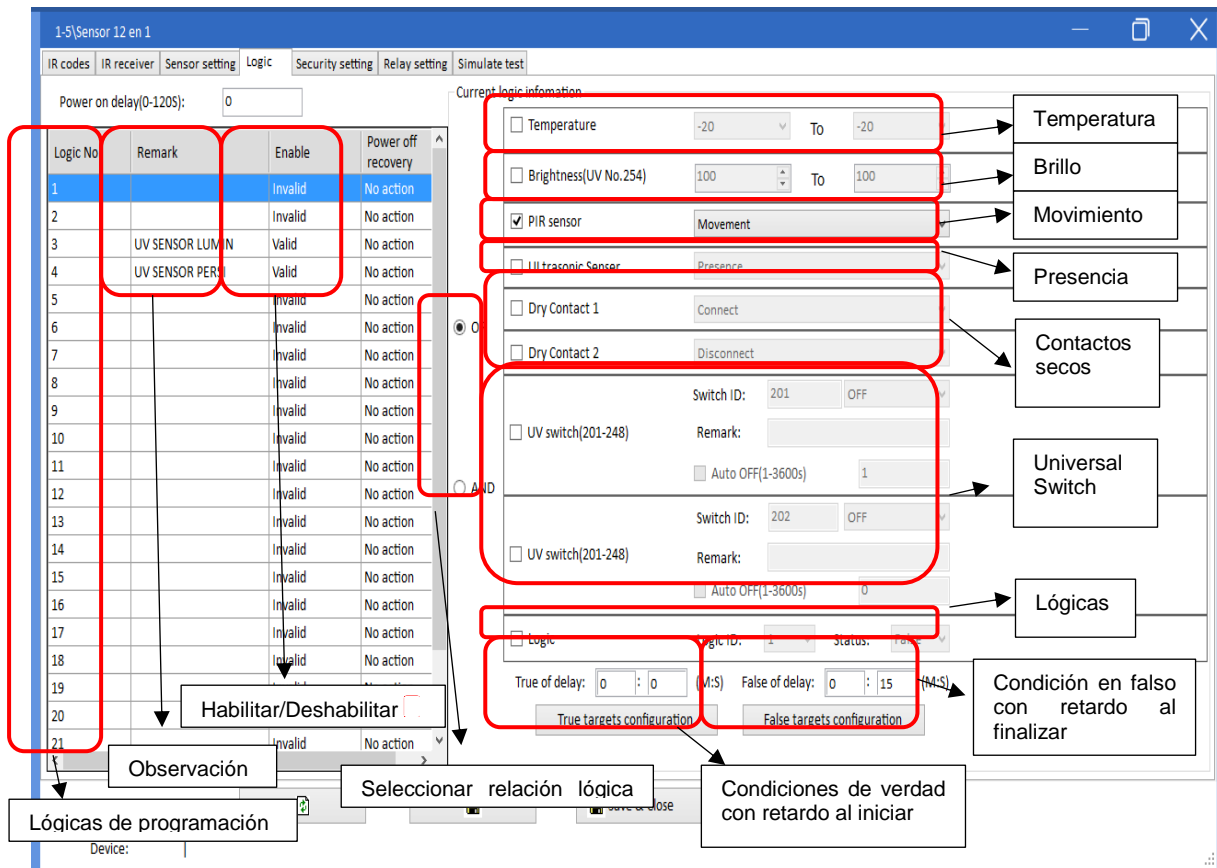 1-5\Sensor 12 en 1
IR codes IR receiver Sensor setting Logic Security setting Relay setting Simulate test
Power on delay(0-120S): 0
Current logic infomation
Logic No Remark Enable Power off recovery
1 Invalid No action
2 Invalid No action
3 UV SENSOR LUMIN Valid No action
4 UV SENSOR PERSI Valid No action
5 Invalid No action
6 Invalid No action
7 Invalid No action
8 Invalid No action
9 Invalid No action
10 Invalid No action
11 Invalid No action
12 Invalid No action
13 Invalid No action
14 Invalid No action
15 Invalid No action
16 Invalid No action
17 Invalid No action
18 Invalid No action
19
20
21 Invalid No action
AND
Temperature -20 To -20
Brightness(UV No.254) 100 To 100
PIR sensor Movement
Ultrasonic Senser Presence
Dry Contact 1 Connect
Dry Contact 2 Disconnect
Switch ID: 201 OFF
UV switch(201-248) Remark:
Auto OFF(1-3600s) 1
Switch ID: 202 OFF
UV switch(201-248) Remark:
Auto OFF(1-3600s) 0
Logic Logic ID: 1 Status: False
True of delay: 0 : 0 (M:S) False of delay: 0 : 15 (M:S)
True targets configuration False targets configuration
Save & Close
Device:
Temperatura
Brillo
Movimiento
Presencia
Contactos
secos
Universal
Switch
Lógicas
Condición en falso
con retardo al
finalizar
Habilitar/Deshabilitar
Observación
Seleccionar relación lógica
Condiciones de verdad
con retardo al iniciar
Lógicas de programación